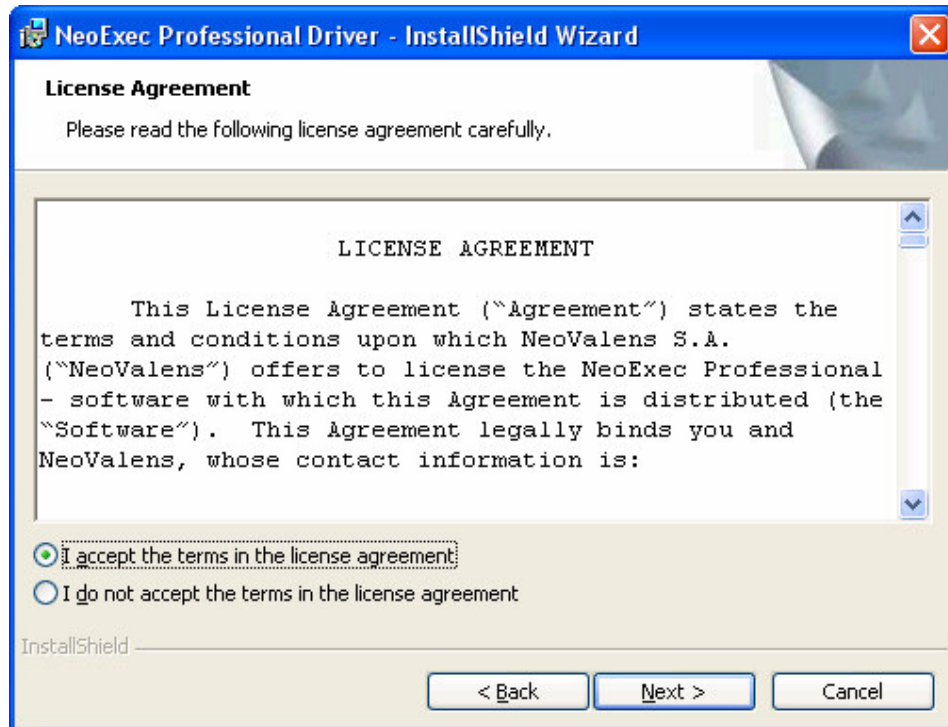 NeoExec Professional Driver - InstallShield Wizard
License Agreement
Please read the following license agreement carefully.
LICENSE AGREEMENT
This License Agreement (“Agreement”) states the
terms and conditions upon which NeoValens S.A.
(“NeoValens”) offers to license the NeoExec Professional
- software with which this Agreement is distributed (the
“Software”).  This Agreement legally binds you and
NeoValens, whose contact information is:
I accept the terms in the license agreement
I do not accept the terms in the license agreement
InstallShield
< Back Next > Cancel